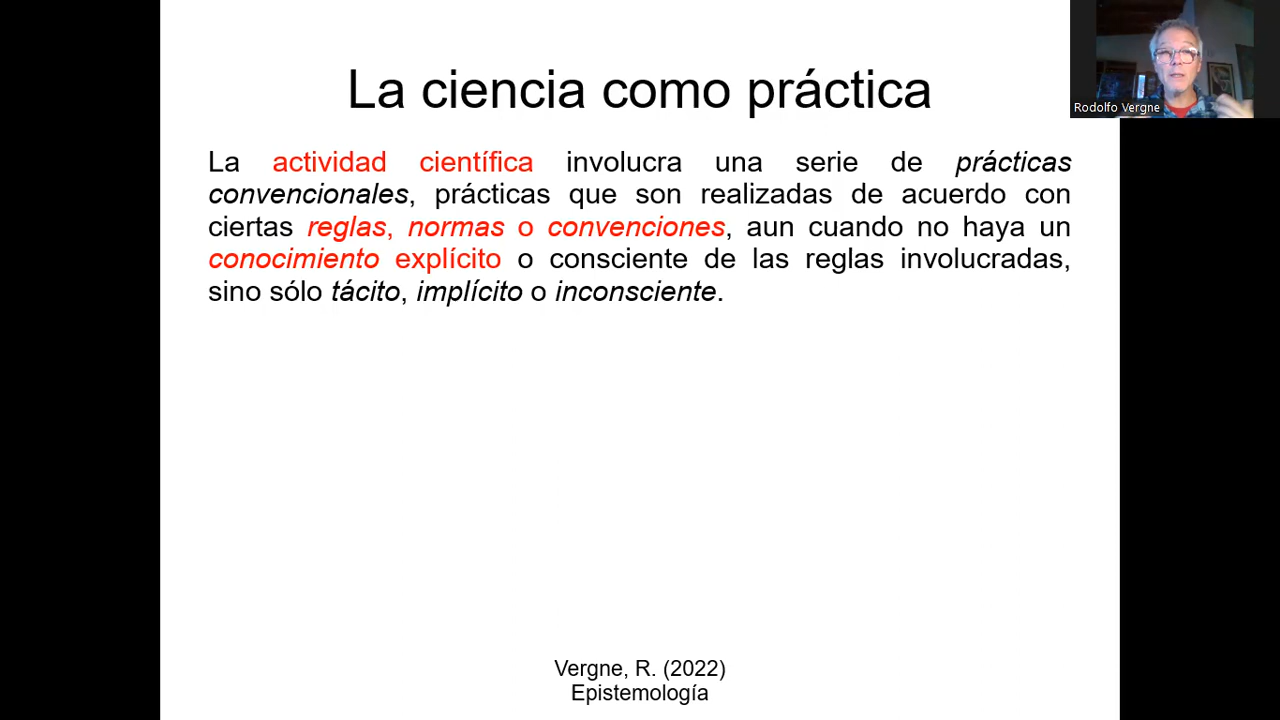 La ciencia como práctica
Rodolfo Vergne
La actividad científica involucra una serie de prácticas
convencionales, prácticas que son realizadas de acuerdo con
ciertas reglas, normas o convenciones, aun cuando no haya un
conocimiento explícito o consciente de las reglas involucradas,
sino sólo tácito, implícito o inconsciente.
Vergne, R. (2022)
Epistemología